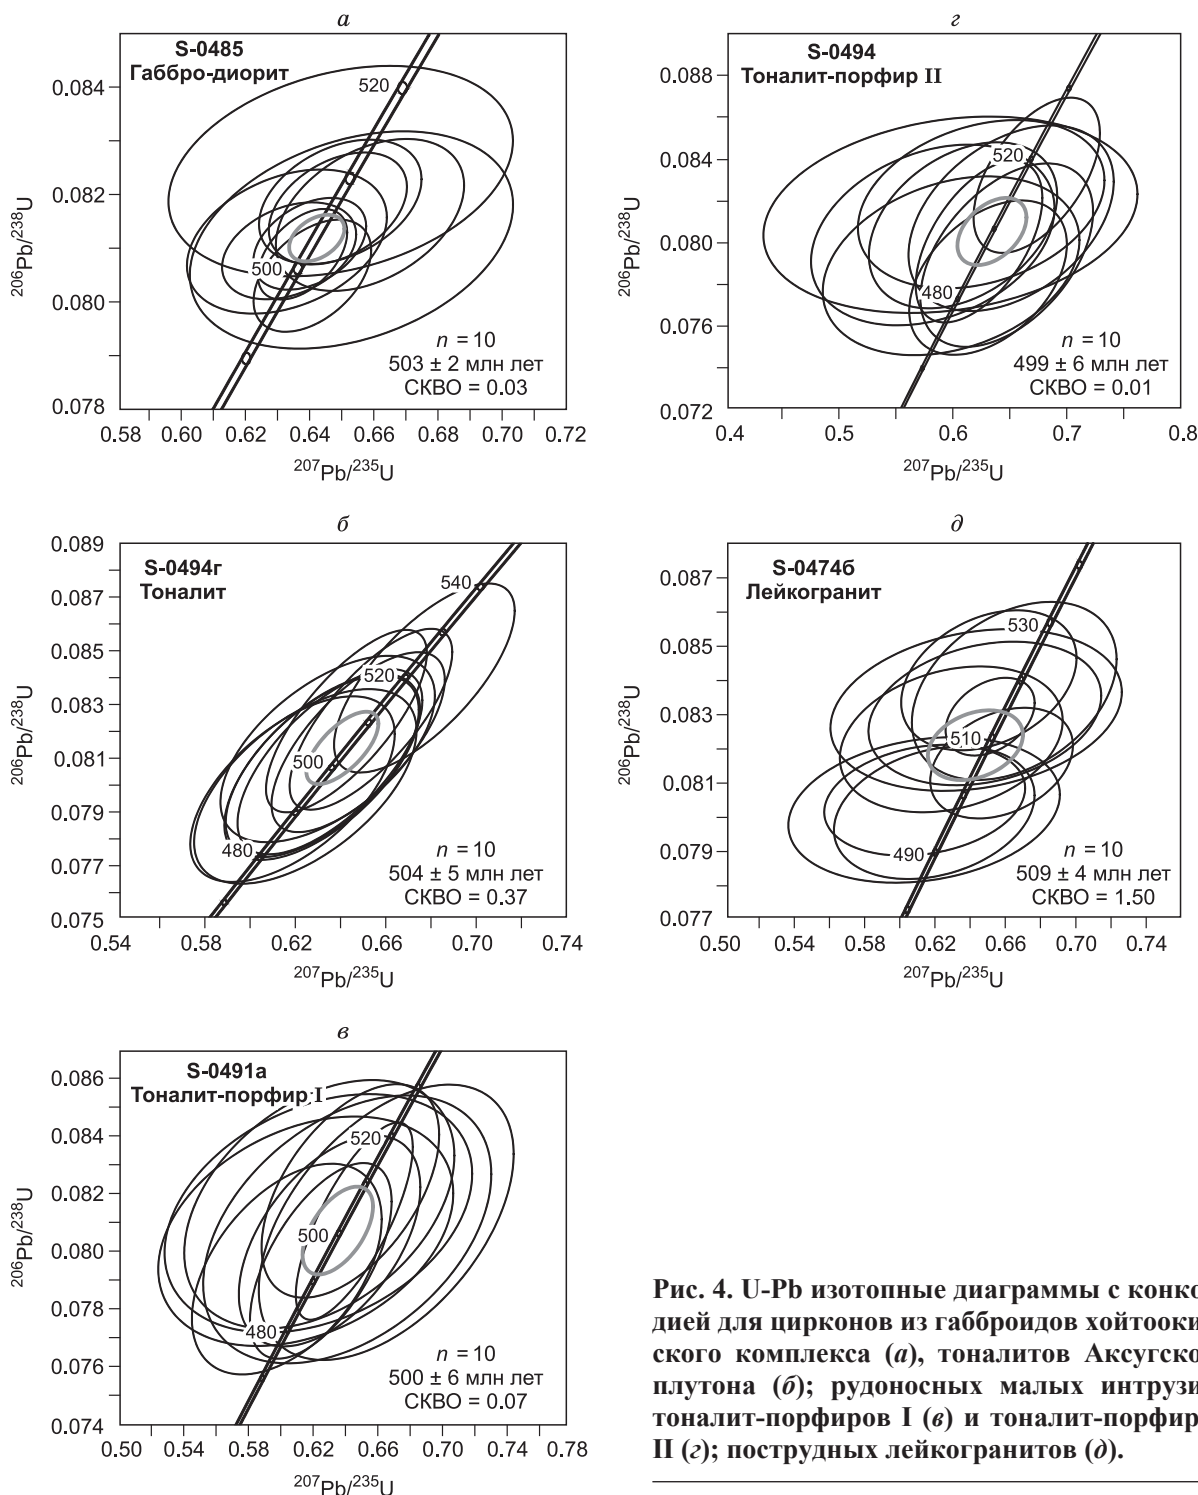 а
S-0485
Габбро-диорит
0.084
0.082
0.080
0.078
520
500
n = 10
503 ± 2 млн лет
СКВО = 0.03
0.58 0.60 0.62 0.64 0.66 0.68 0.70 0.72
206Pb/238U
207Pb/235U
г
S-0494
Тоналит-порфир II
0.088
0.084
0.080
0.076
0.072
520
480
n = 10
499 ± 6 млн лет
СКВО = 0.01
0.4 0.5 0.6 0.7 0.8
206Pb/238U
207Pb/235U
б
S-0494г
Тоналит
0.089
0.087
0.085
0.083
0.081
0.079
0.077
0.075
540
520
500
480
n = 10
504 ± 5 млн лет
СКВО = 0.37
0.54 0.58 0.62 0.66 0.70 0.74
206Pb/238U
207Pb/235U
д
S-0474б
Лейкогранит
0.087
0.085
0.083
0.081
0.079
0.077
530
510
490
n = 10
509 ± 4 млн лет
СКВО = 1.50
0.50 0.60 0.62 0.68 0.70 0.76
206Pb/238U
207Pb/235U
в
S-0491а
Тоналит-порфир I
0.086
0.084
0.082
0.080
0.078
0.076
0.074
520
500
480
n = 10
500 ± 6 млн лет
СКВО = 0.07
0.50 0.54 0.58 0.62 0.66 0.70 0.74 0.78
206Pb/238U
207Pb/235U
Рис. 4. U-Pb изотопные диаграммы с конко
дией для цирконов из габброидов хойтооки
ского комплекса (а), тоналитов Аксугско
плутона (б); рудоносных малых интрузи
тоналит-порфиров I (в) и тоналит-порфир
II (г); пострудных лейкогранитов (д).